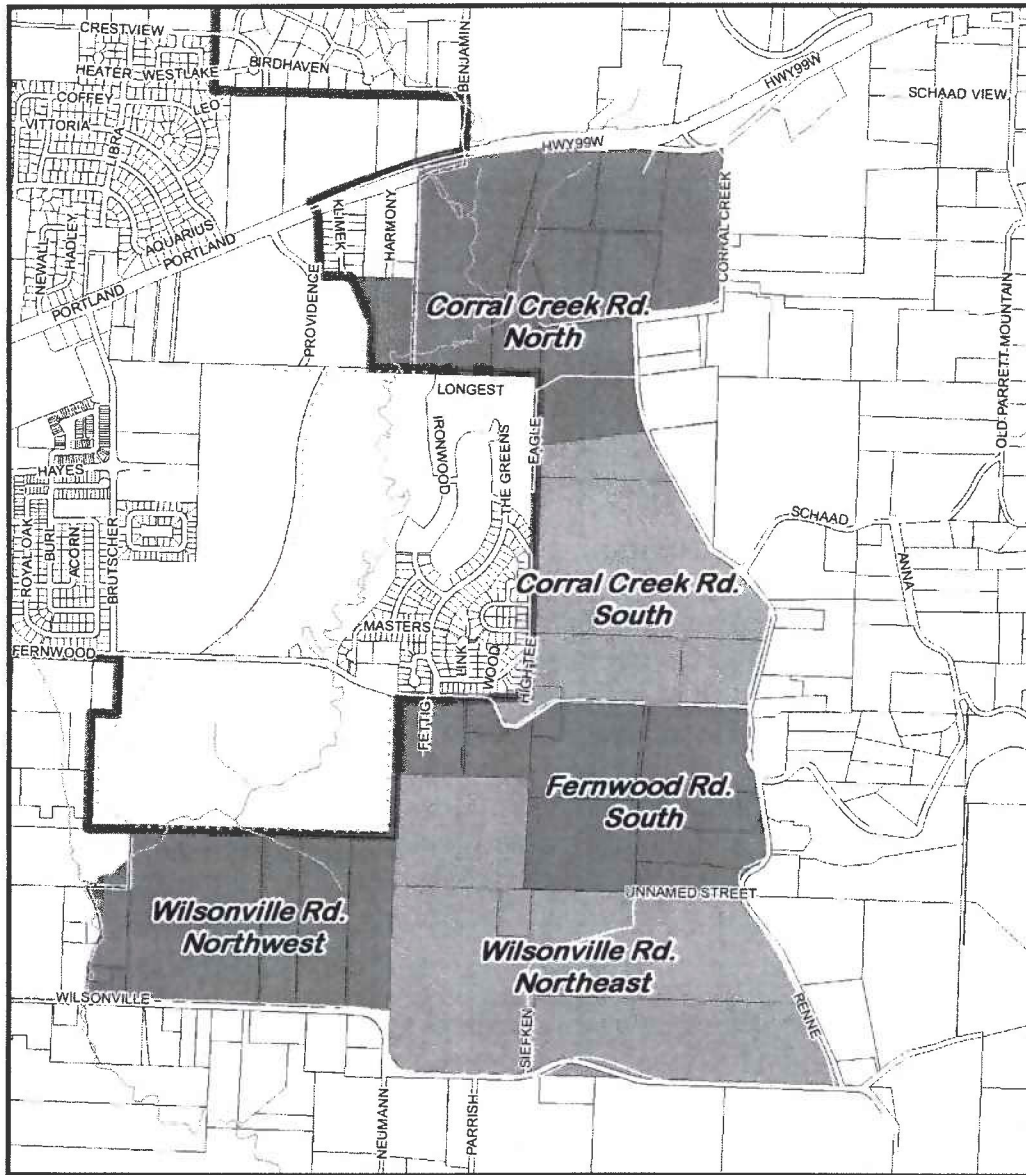 CRESTVIEW
BIRDHAVEN
BENJAMIN
HEATER
WESTLAKE
COFFEY
LEO
VITTORIA
LIBRA
HWY99W
SCHAAD VIEW
HWY99W
KLIMEK
HARMONY
NEWALL
HADLEY
AQUARIUS
PORTLAND
PORTLAND
PROVIDENCE
CORRAL CREEK
OLD PARRETT MOUNTAIN
Corral Creek Rd.
North
LONGEST
IRONWOOD
THE GREENS
EAGLE
HAYES
ROYAL OAK
BURL
ACORN
BRUTSCHER
SCHAAD
ANNA
Corral Creek Rd.
South
MASTERS
LINK
WOOD
HIGH TEE
FERNWOOD
FETTIG
Fernwood Rd.
South
UNNAMED STREET
Wilsonville Rd.
Northwest
Wilsonville Rd.
Northeast
WILSONVILLE
SIEFKEN
RENNE
NEUMANN
PARRISH